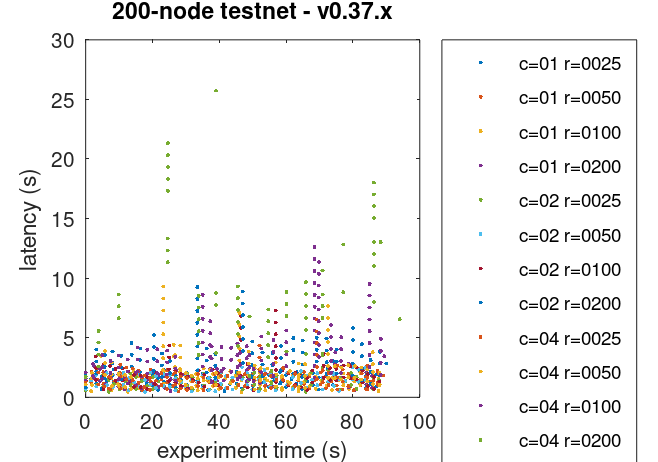 200-node testnet - v0.37.x
30
25
20
15
10
5
0
latency (s)
0 20 40 60 80 100
experiment time (s)
c=01 r=0025
c=01 r=0050
c=01 r=0100
c=01 r=0200
c=02 r=0025
c=02 r=0050
c=02 r=0100
c=02 r=0200
c=04 r=0025
c=04 r=0050
c=04 r=0100
c=04 r=0200